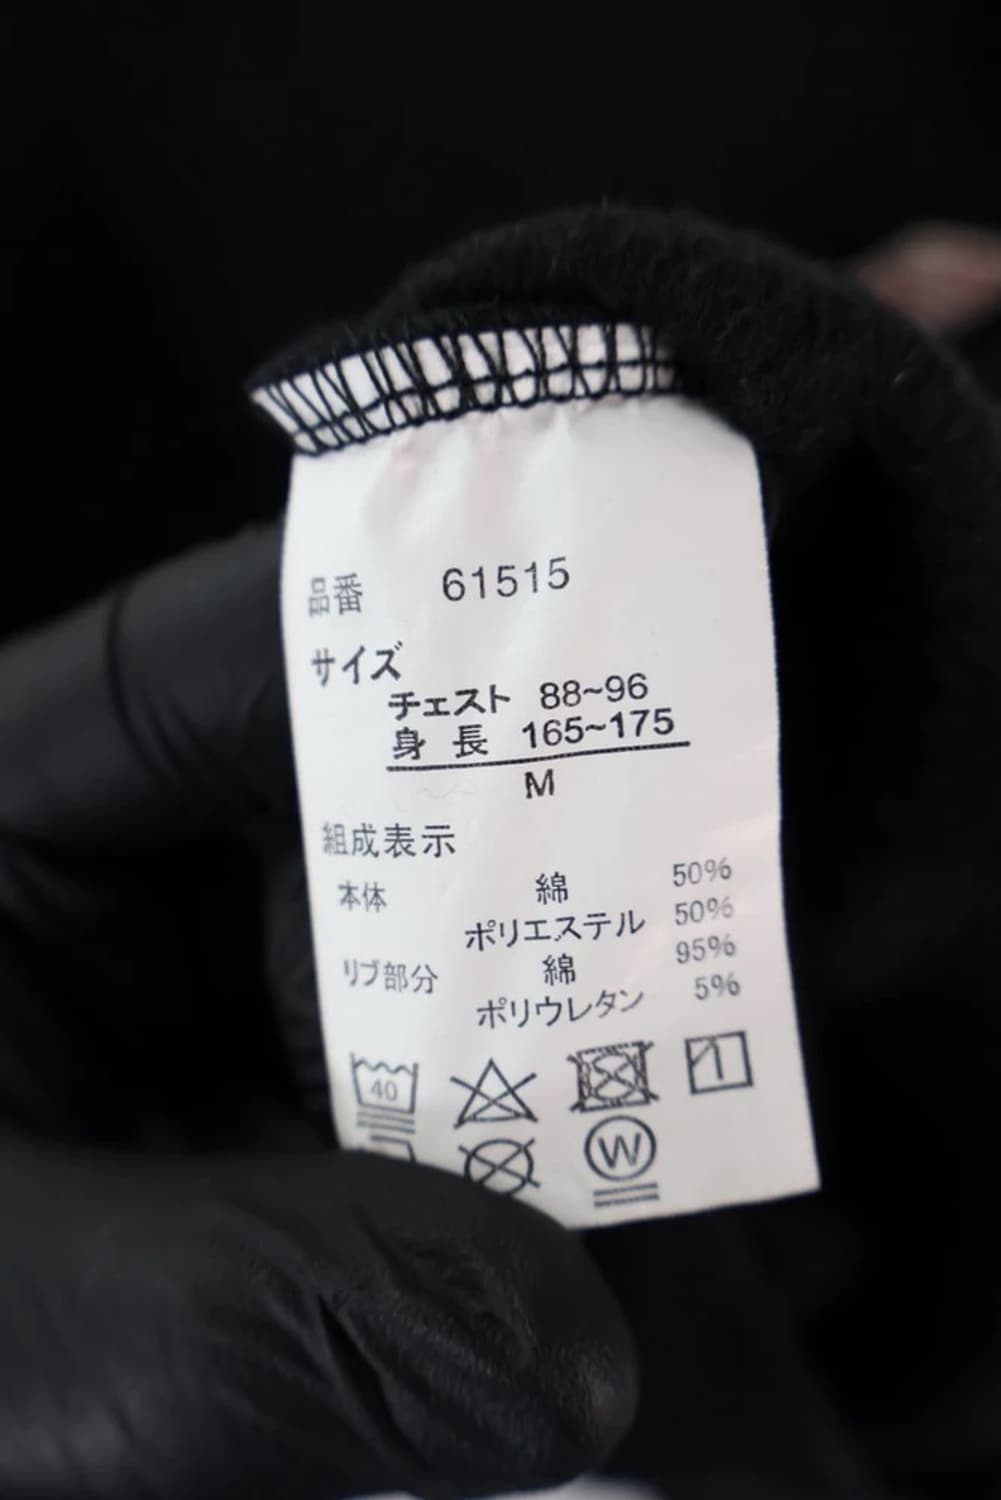 品番 61515
サイズ
チェスト 88~96
身長 165~175
M
組成表示
本体 綿 50%
ポリエステル 50%
リブ部分 綿 95%
ポリウレタン 5%
40
W